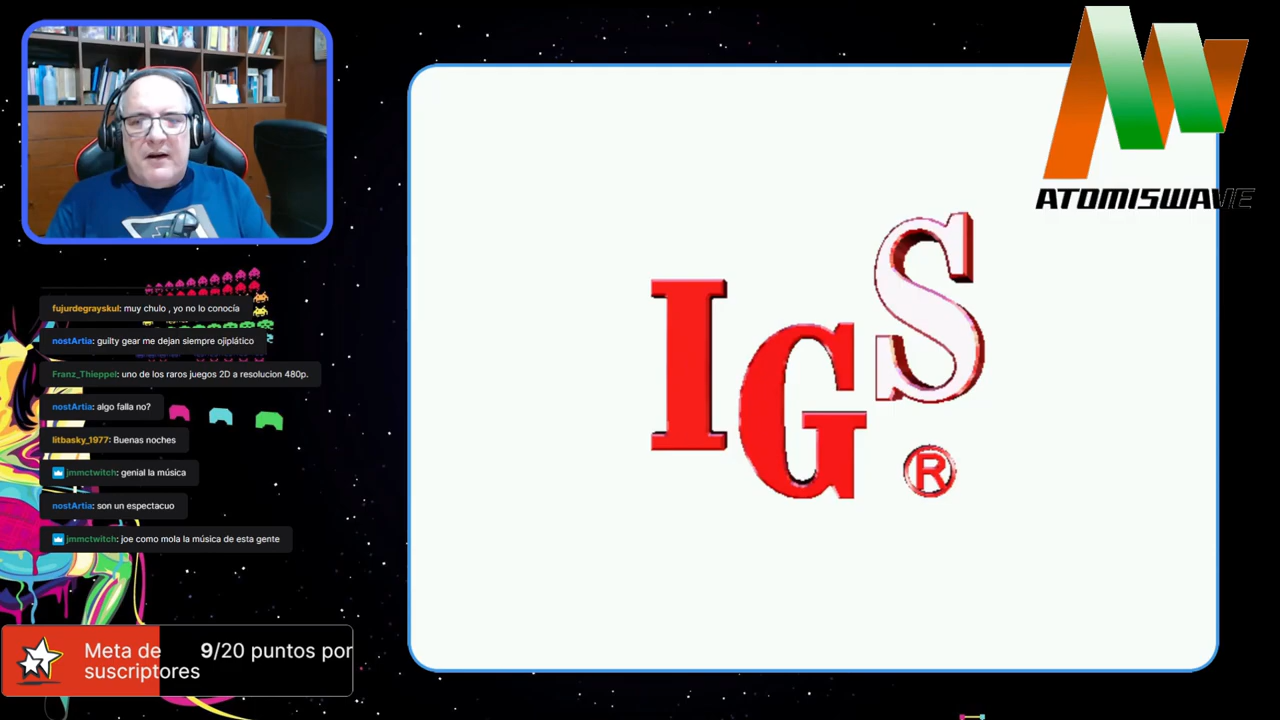 ATOMISWAVE
IGS
®
fujurdegrayskul: muy chulo , yo no lo conocía
nostArtia: guilty gear me dejan siempre ojiplático
Franz_Thieppel: uno de los raros juegos 2D a resolucion 480p.
nostArtia: algo falla no?
litbasky_1977: Buenas noches
jmmctwitch: genial la música
nostArtia: son un espectacuo
jmmctwitch: joe como mola la música de esta gente
Meta de suscriptores
9/20 puntos por